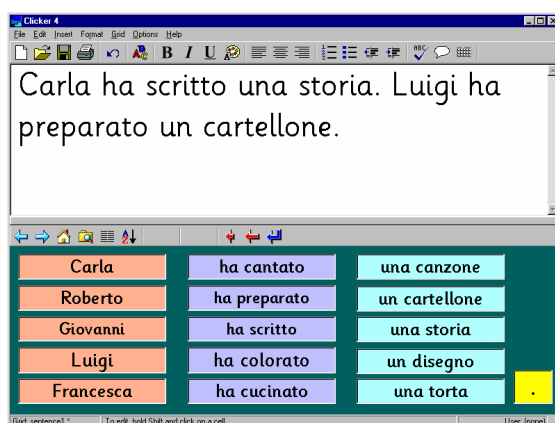 Clicker 4
File Edit Insert Format Grid Options Help
B I U ABC
Carla ha scritto una storia. Luigi ha
preparato un cartellone.
Carla ha cantato una canzone
Roberto ha preparato un cartellone
Giovanni ha scritto una storia
Luigi ha colorato un disegno
Francesca ha cucinato una torta .
Grid: sentence1 * To edit, hold Shift and click on a cell. User: (none)